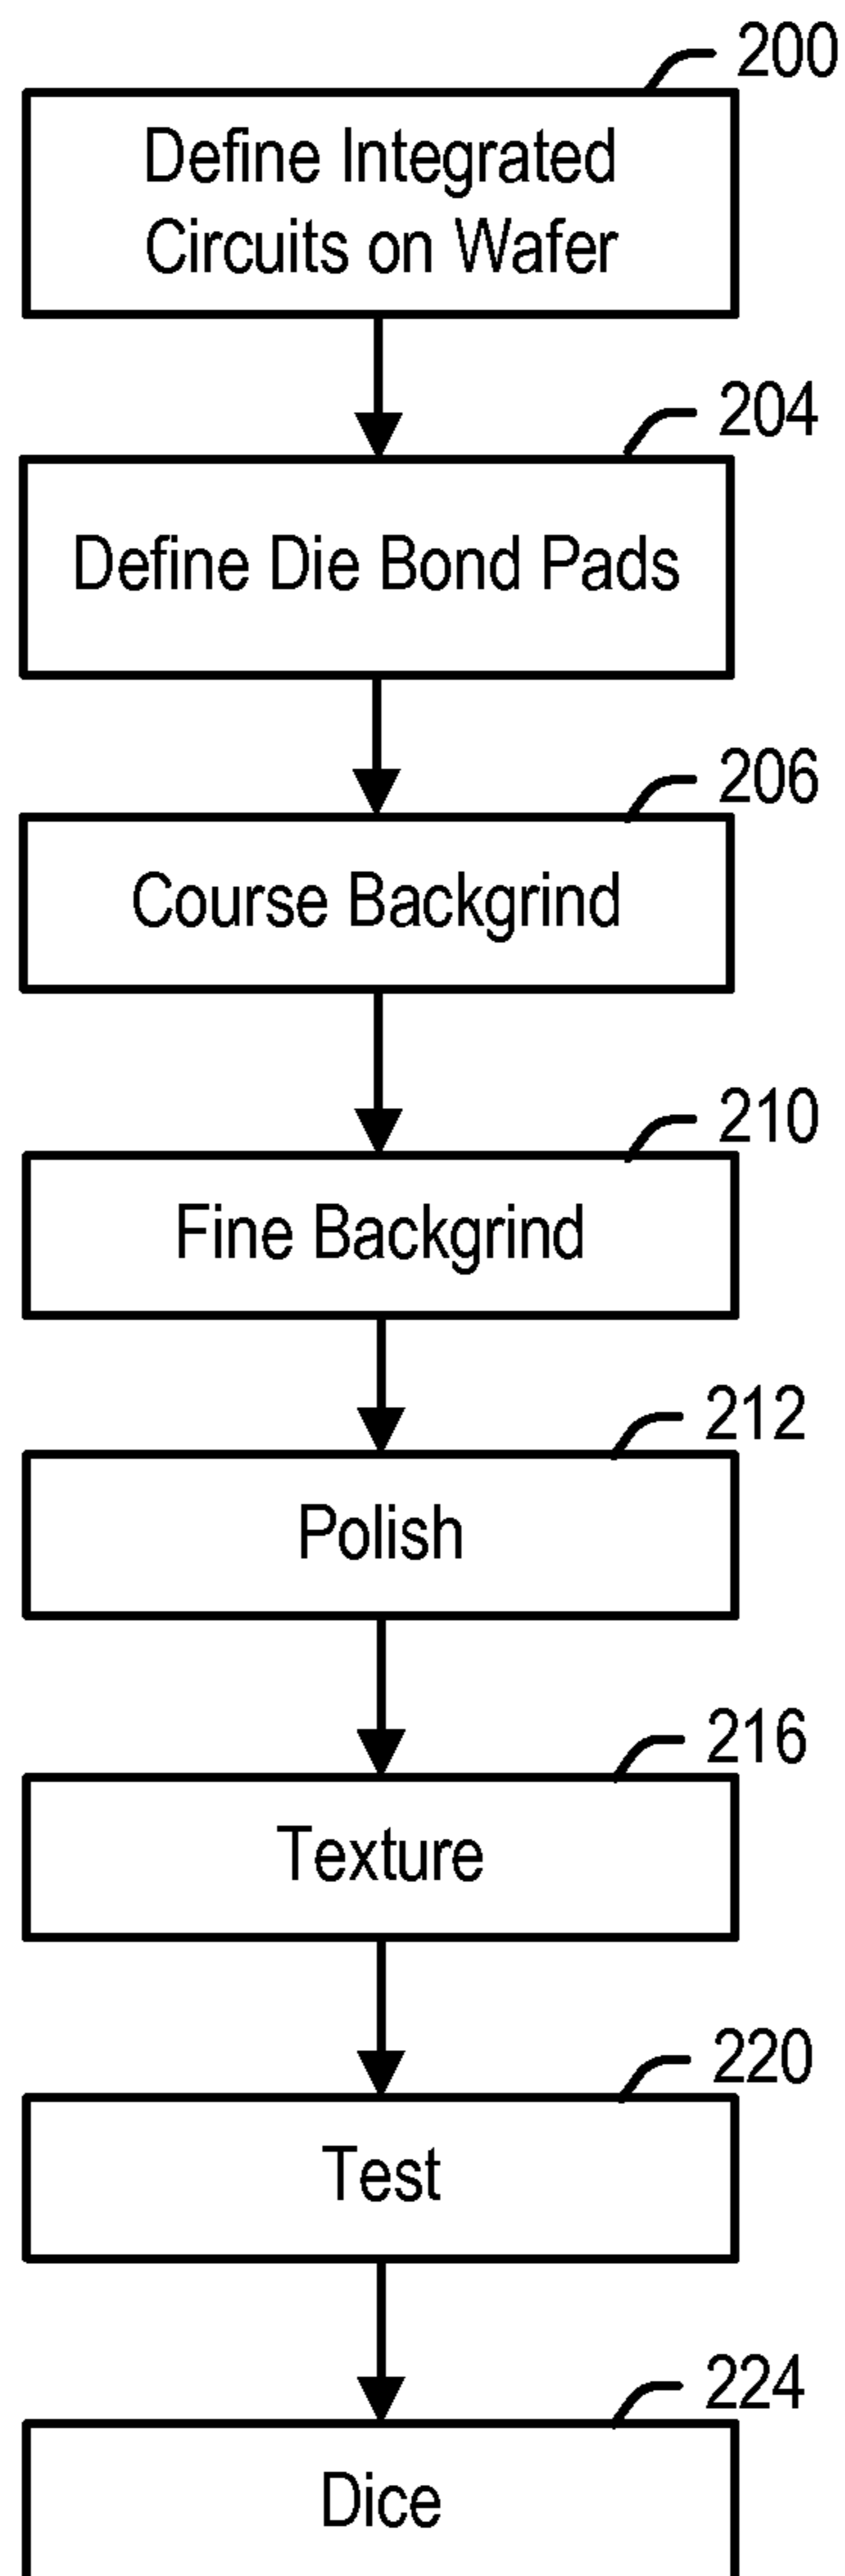 200
Define Integrated
Circuits on Wafer
204
Define Die Bond Pads
206
Course Backgrind
210
Fine Backgrind
212
Polish
216
Texture
220
Test
224
Dice